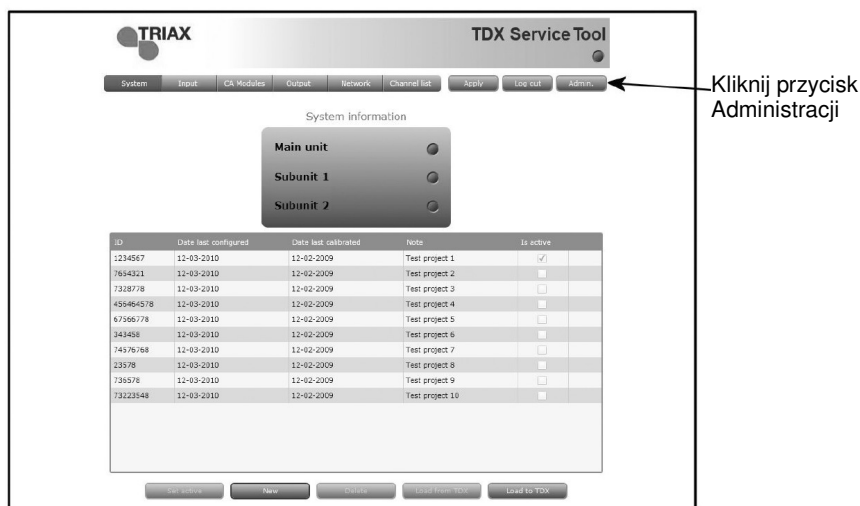 TRIAX
TDX Service Tool
System Input CA Modules Output Network Channel list Apply Log out Admin.
Kliknij przycisk
Administracji
System information
Main unit
Subunit 1
Subunit 2
ID Date last configured Date last calibrated Note Is active
1234567 12-03-2010 12-02-2009 Test project 1
7654321 12-03-2010 12-02-2009 Test project 2
7328778 12-03-2010 12-02-2009 Test project 3
456464578 12-03-2010 12-02-2009 Test project 4
67566778 12-03-2010 12-02-2009 Test project 5
343458 12-03-2010 12-02-2009 Test project 6
74576768 12-03-2010 12-02-2009 Test project 7
23578 12-03-2010 12-02-2009 Test project 8
736578 12-03-2010 12-02-2009 Test project 9
73223548 12-03-2010 12-02-2009 Test project 10
Set active New Delete Load from TDX Load to TDX